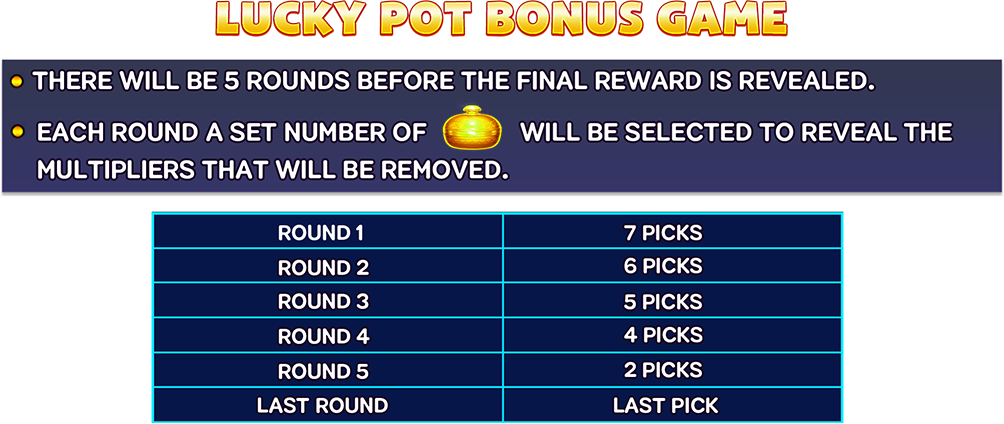 LUCKY POT BONUS GAME
THERE WILL BE 5 ROUNDS BEFORE THE FINAL REWARD IS REVEALED.
EACH ROUND A SET NUMBER OF WILL BE SELECTED TO REVEAL THE
MULTIPLIERS THAT WILL BE REMOVED.
ROUND 1 7 PICKS
ROUND 2 6 PICKS
ROUND 3 5 PICKS
ROUND 4 4 PICKS
ROUND 5 2 PICKS
LAST ROUND LAST PICK